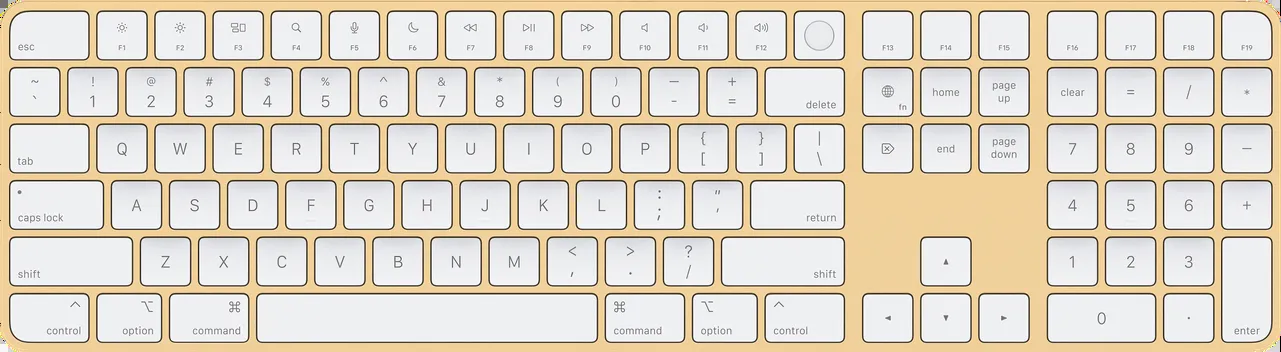 esc F1 F2 F3 F4 F5 F6 F7 F8 F9 F10 F11 F12 F13 F14 F15 F16 F17 F18 F19
~ ! @ # $ % ^ & * ( ) — +
` 1 2 3 4 5 6 7 8 9 0 - = delete fn home page up clear = / *
tab Q W E R T Y U I O P { [ } ] | \ end page down 7 8 9 −
caps lock A S D F G H J K L : ; " ' return 4 5 6 +
shift Z X C V B N M < , > . ? / shift 1 2 3
control option command command option control 0 . enter